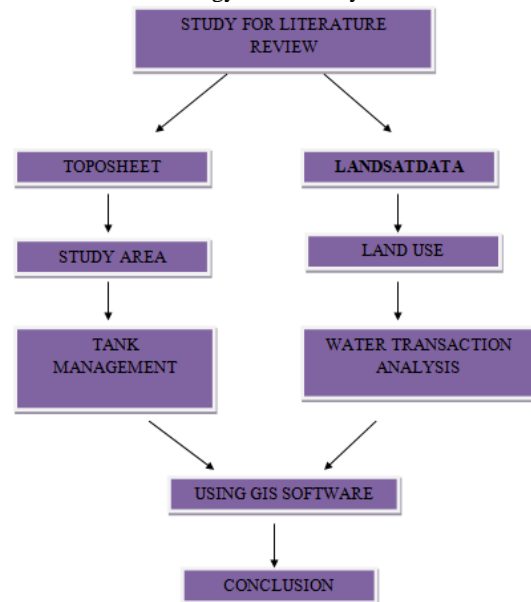 STUDY FOR LITERATURE
REVIEW
TOPOSHEET
LANDSATDATA
STUDY AREA
LAND USE
TANK
MANAGEMENT
WATER TRANSACTION
ANALYSIS
USING GIS SOFTWARE
CONCLUSION